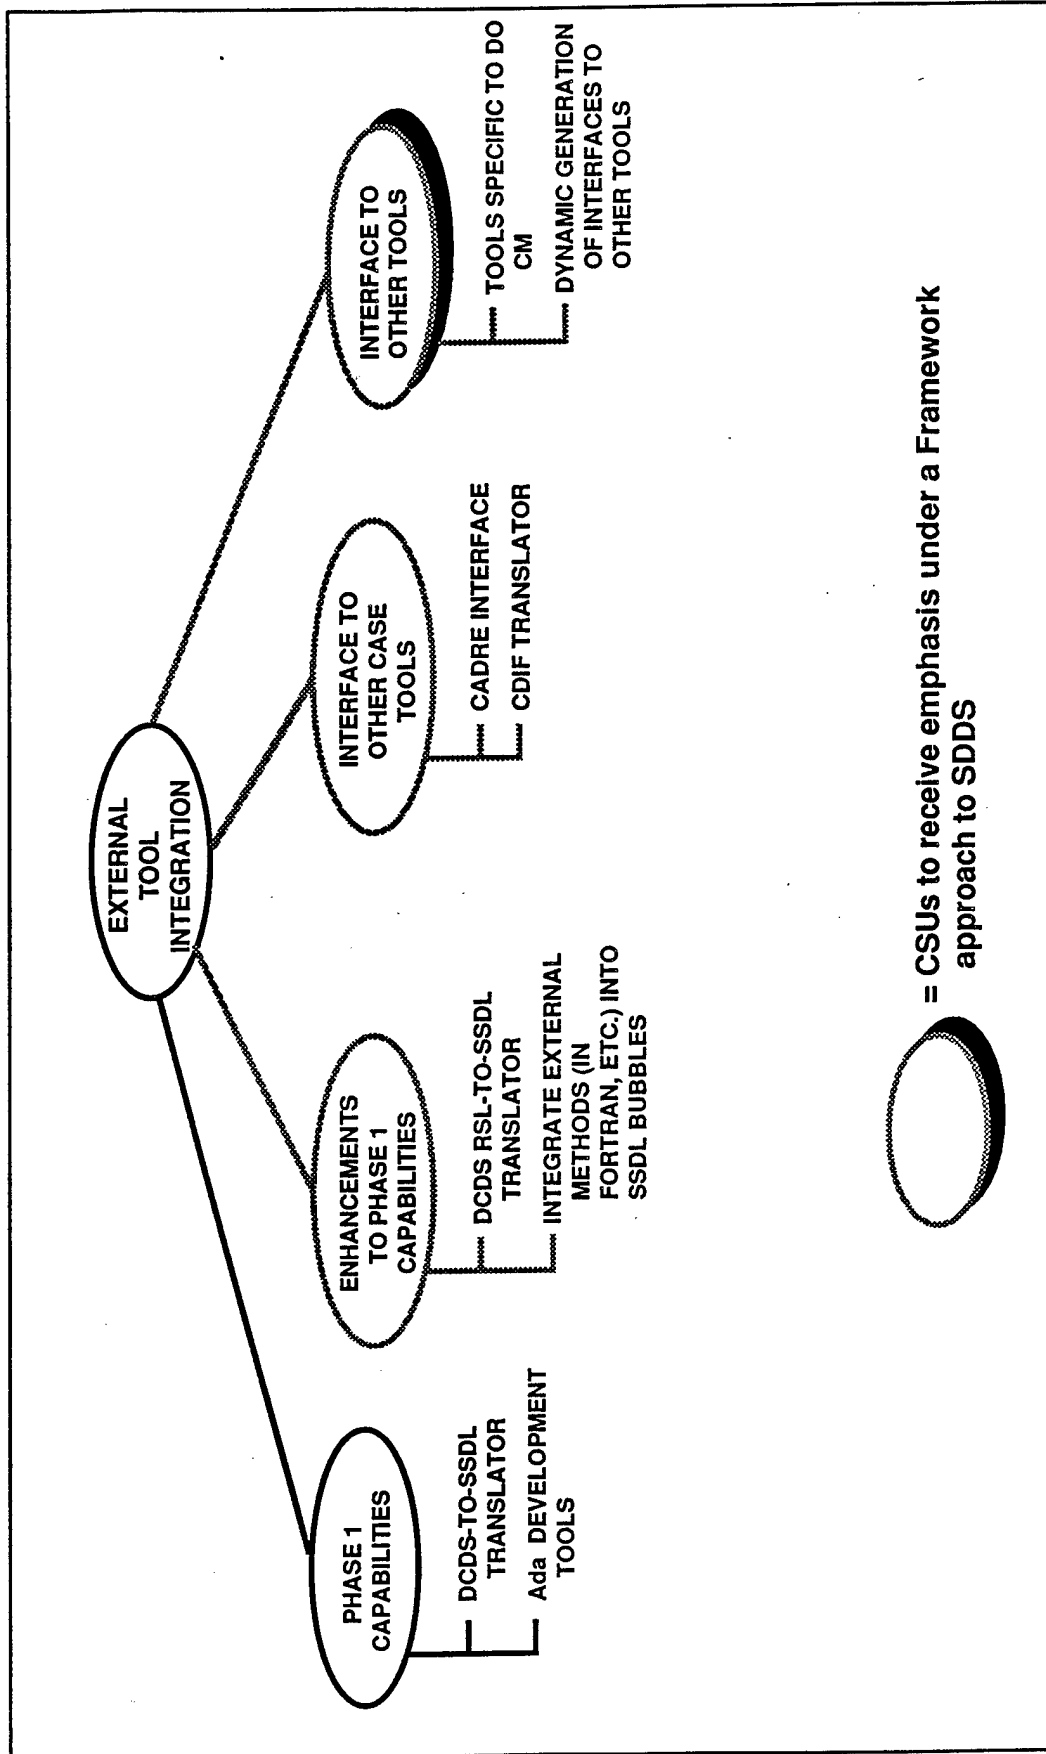 EXTERNAL
TOOL
INTEGRATION
PHASE 1
CAPABILITIES
DCDS-TO-SSDL
TRANSLATOR
Ada DEVELOPMENT
TOOLS
ENHANCEMENTS
TO PHASE 1
CAPABILITIES
DCDS RSL-TO-SSDL
TRANSLATOR
INTEGRATE EXTERNAL
METHODS (IN
FORTRAN, ETC.) INTO
SSDL BUBBLES
INTERFACE TO
OTHER CASE
TOOLS
CADRE INTERFACE
CDIF TRANSLATOR
INTERFACE TO
OTHER TOOLS
TOOLS SPECIFIC TO DO
CM
DYNAMIC GENERATION
OF INTERFACES TO
OTHER TOOLS
= CSUs to receive emphasis under a Framework
approach to SDDS